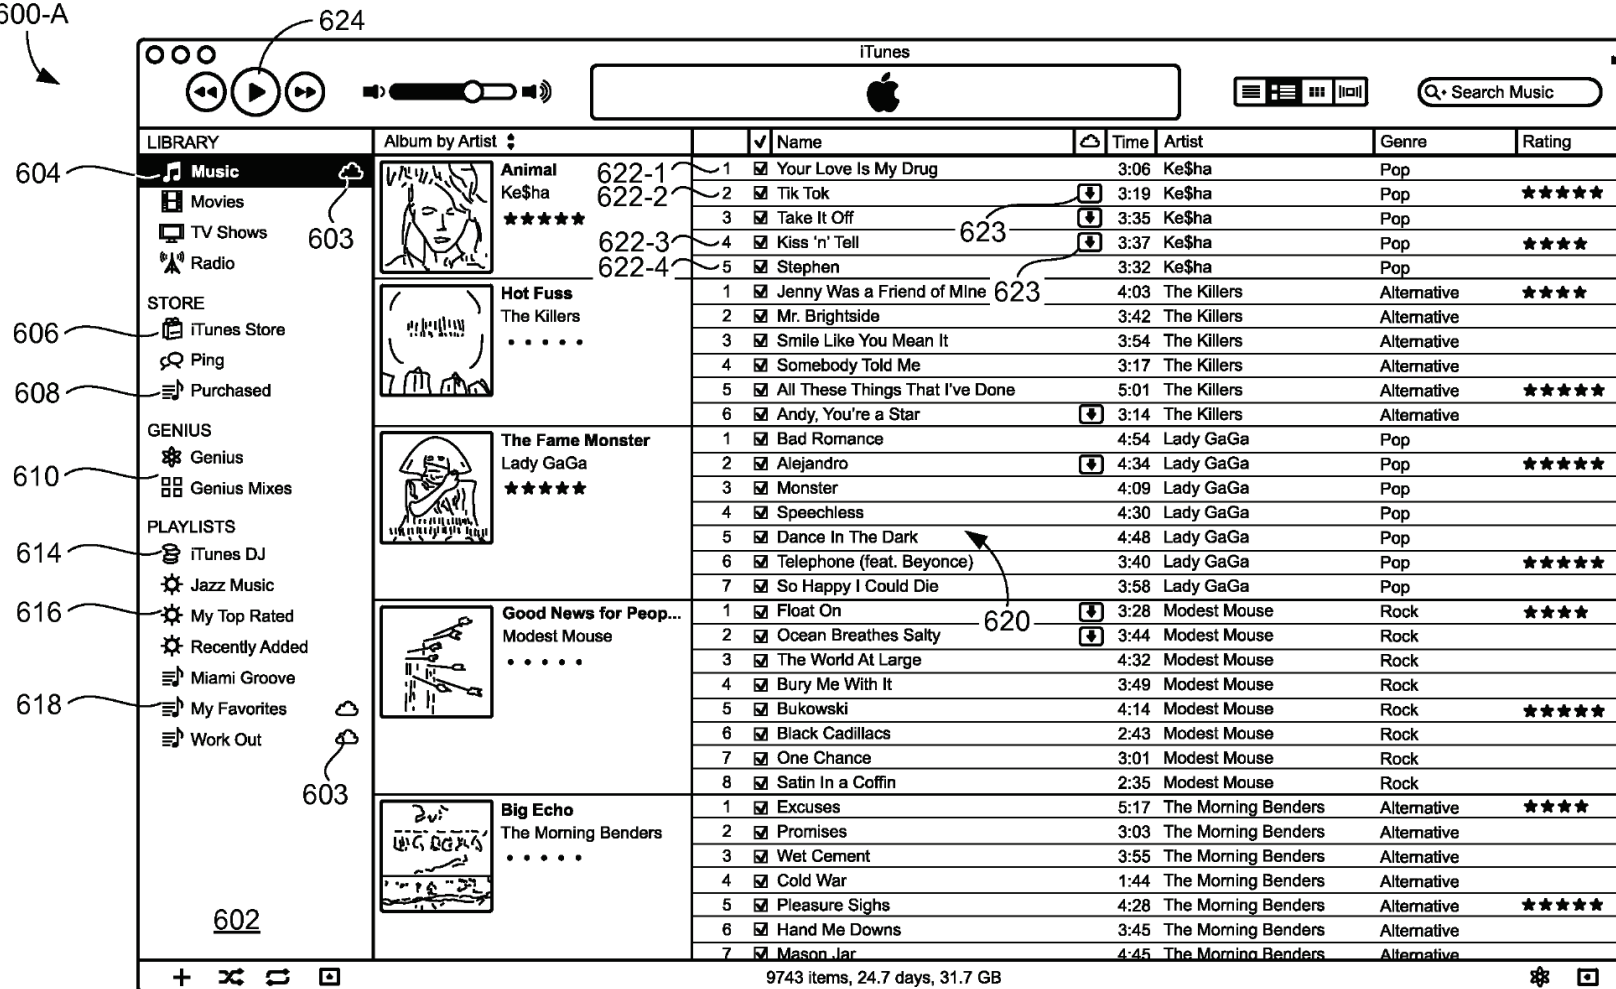 600-A
624
iTunes
Search Music
LIBRARY
Album by Artist
Name Time Artist Genre Rating
604
Music
Movies
TV Shows
Radio
603
STORE
606
iTunes Store
Ping
608
Purchased
GENIUS
Genius
610
Genius Mixes
PLAYLISTS
614
iTunes DJ
Jazz Music
616
My Top Rated
Recently Added
Miami Groove
618
My Favorites
Work Out
603
602
Animal
Ke$ha
Hot Fuss
The Killers
The Fame Monster
Lady GaGa
Good News for Peop...
Modest Mouse
Big Echo
The Morning Benders
622-1
622-2
622-3
622-4
623
623
620
1 Your Love Is My Drug 3:06 Ke$ha Pop
2 Tik Tok 3:19 Ke$ha Pop ★★★★★
3 Take It Off 3:35 Ke$ha Pop
4 Kiss 'n' Tell 3:37 Ke$ha Pop ★★★★
5 Stephen 3:32 Ke$ha Pop
1 Jenny Was a Friend of MIne 4:03 The Killers Alternative ★★★★
2 Mr. Brightside 3:42 The Killers Alternative
3 Smile Like You Mean It 3:54 The Killers Alternative
4 Somebody Told Me 3:17 The Killers Alternative
5 All These Things That I've Done 5:01 The Killers Alternative ★★★★★
6 Andy, You're a Star 3:14 The Killers Alternative
1 Bad Romance 4:54 Lady GaGa Pop
2 Alejandro 4:34 Lady GaGa Pop ★★★★★
3 Monster 4:09 Lady GaGa Pop
4 Speechless 4:30 Lady GaGa Pop
5 Dance In The Dark 4:48 Lady GaGa Pop
6 Telephone (feat. Beyonce) 3:40 Lady GaGa Pop ★★★★★
7 So Happy I Could Die 3:58 Lady GaGa Pop
1 Float On 3:28 Modest Mouse Rock ★★★★
2 Ocean Breathes Salty 3:44 Modest Mouse Rock
3 The World At Large 4:32 Modest Mouse Rock
4 Bury Me With It 3:49 Modest Mouse Rock
5 Bukowski 4:14 Modest Mouse Rock ★★★★★
6 Black Cadillacs 2:43 Modest Mouse Rock
7 One Chance 3:01 Modest Mouse Rock
8 Satin In a Coffin 2:35 Modest Mouse Rock
1 Excuses 5:17 The Morning Benders Alternative ★★★★
2 Promises 3:03 The Morning Benders Alternative
3 Wet Cement 3:55 The Morning Benders Alternative
4 Cold War 1:44 The Morning Benders Alternative
5 Pleasure Sighs 4:28 The Morning Benders Alternative ★★★★★
6 Hand Me Downs 3:45 The Morning Benders Alternative
7 Mason Jar 4:45 The Morning Benders Alternative
9743 items, 24.7 days, 31.7 GB